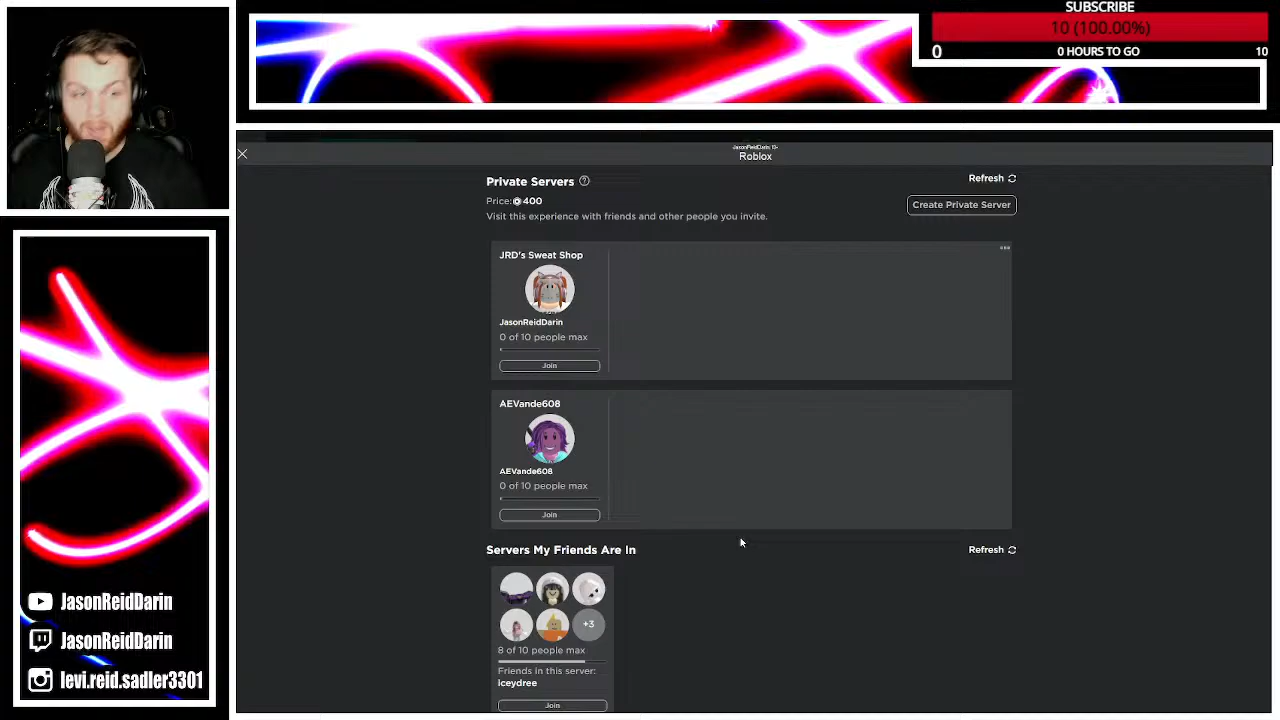 SUBSCRIBE
10 (100.00%)
0
0 HOURS TO GO
10
JasonReidDarin 13+
Roblox
Private Servers
Refresh
Price: 400
Visit this experience with friends and other people you invite.
Create Private Server
JRD's Sweat Shop
JasonReidDarin
0 of 10 people max
Join
AEVande608
AEVande608
0 of 10 people max
Join
Servers My Friends Are In
Refresh
+3
8 of 10 people max
Friends in this server:
iceydree
Join
JasonReidDarin
JasonReidDarin
levi.reid.sadler3301